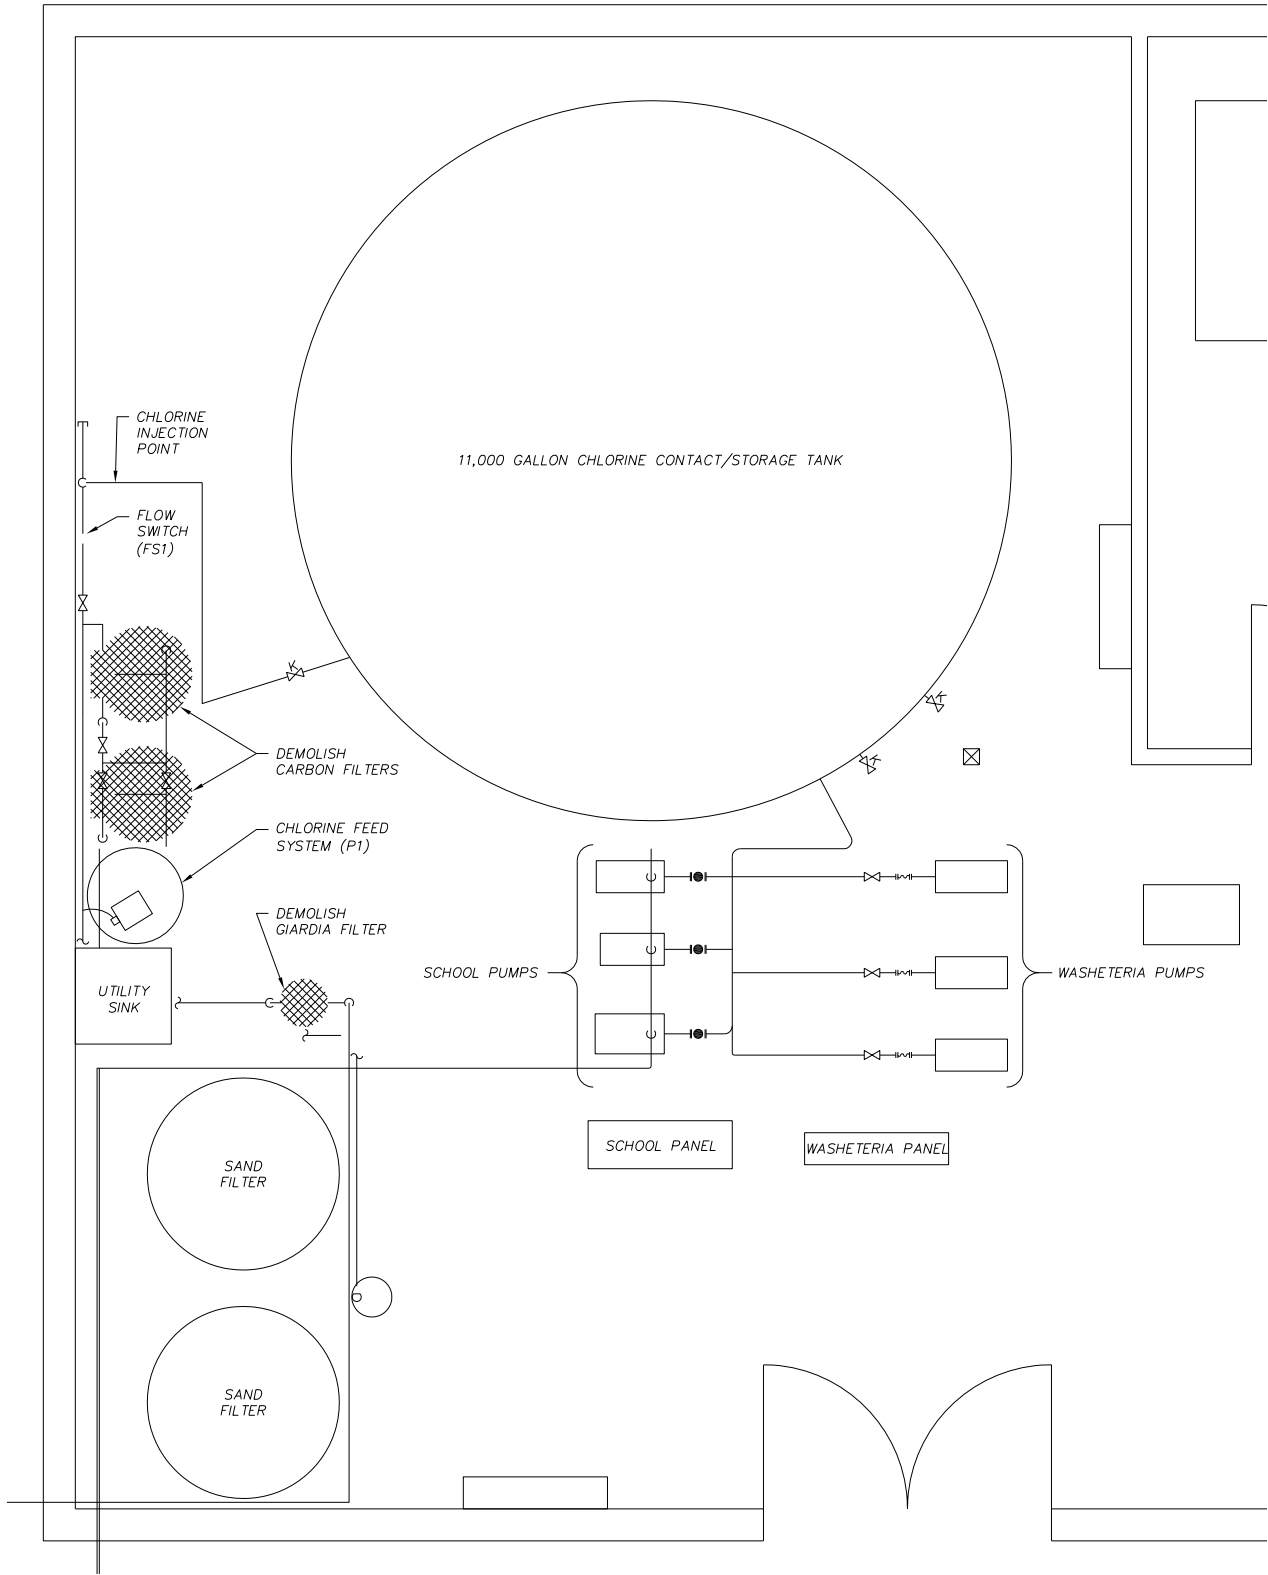 CHLORINE
INJECTION
POINT
11,000 GALLON CHLORINE CONTACT/STORAGE TANK
FLOW
SWITCH
(FS1)
K
K
K
DEMOLISH
CARBON FILTERS
CHLORINE FEED
SYSTEM (P1)
DEMOLISH
GIARDIA FILTER
SCHOOL PUMPS
WASHETERIA PUMPS
UTILITY
SINK
SCHOOL PANEL
WASHETERIA PANEL
SAND
FILTER
SAND
FILTER